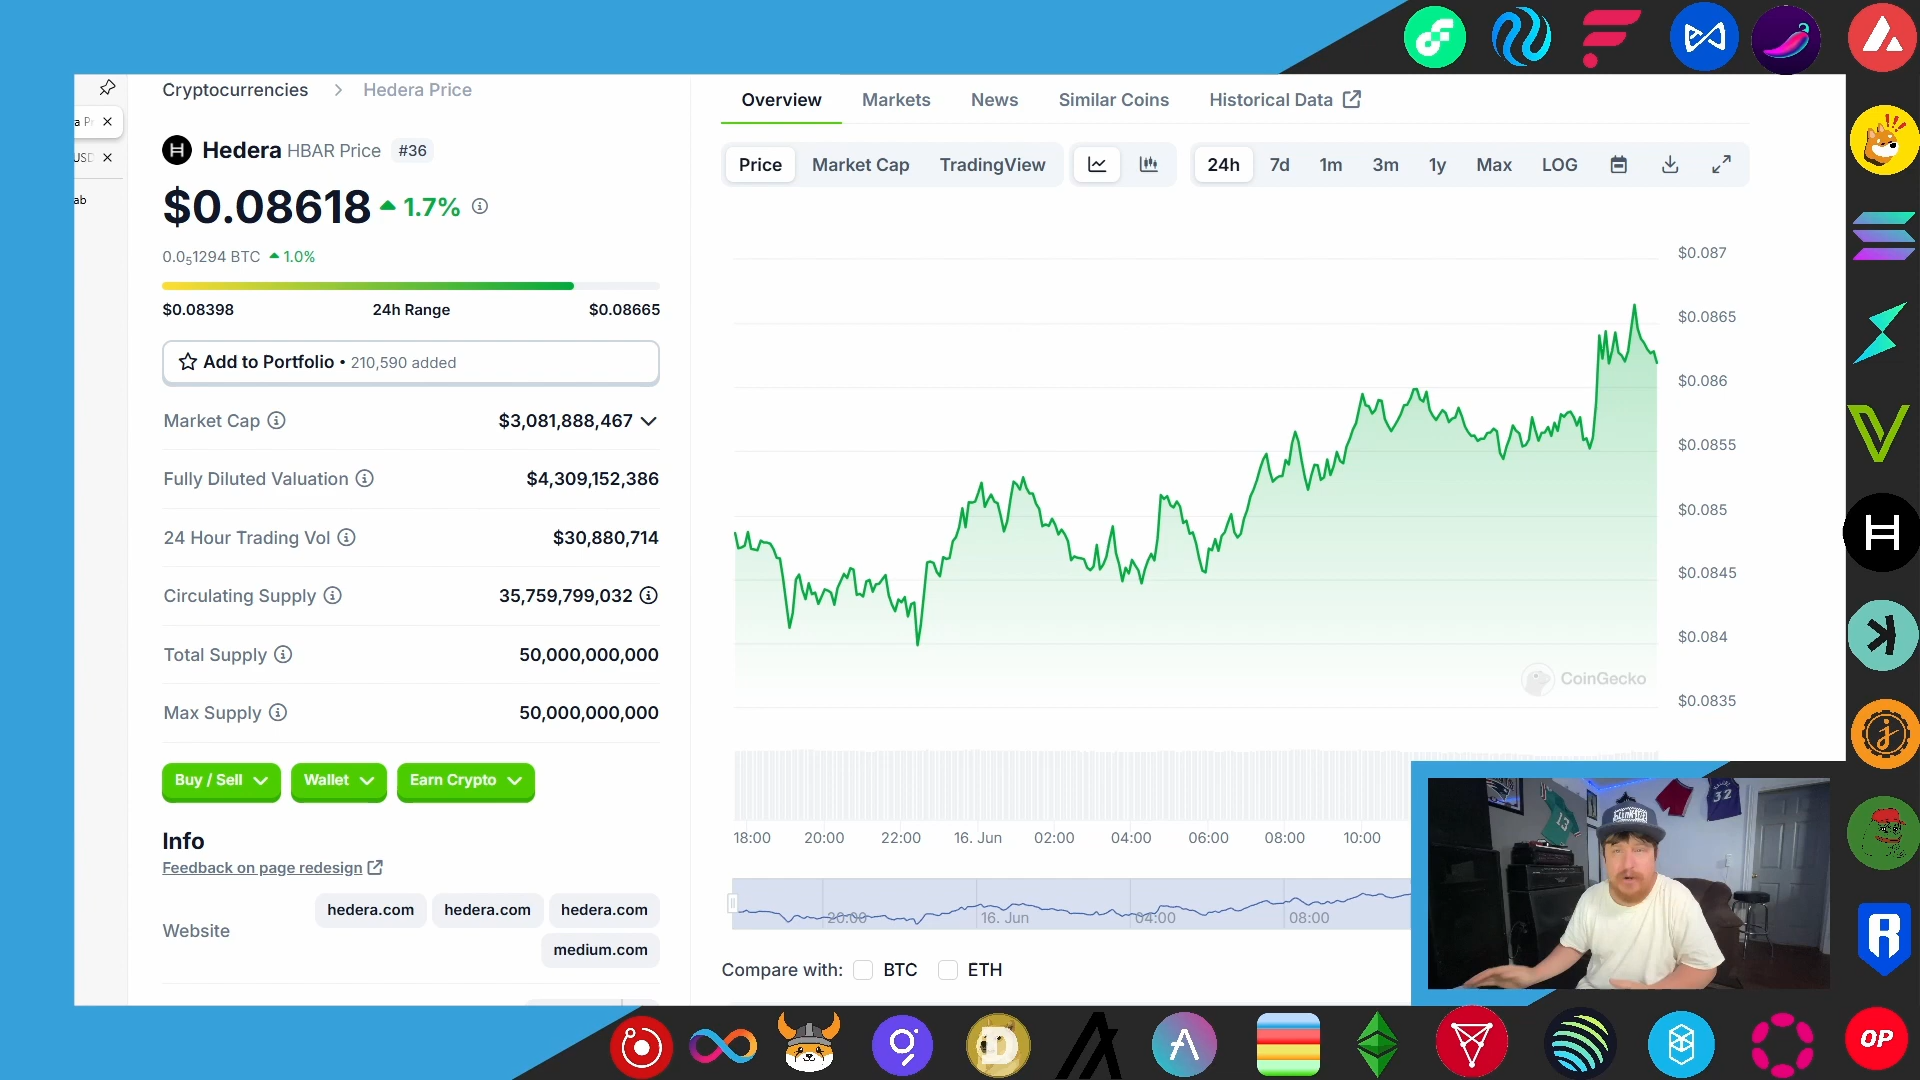 Cryptocurrencies > Hedera Price
Hedera HBAR Price #36
$0.08618 1.7%
0.0₅1294 BTC 1.0%
$0.08398 24h Range $0.08665
Add to Portfolio • 210,590 added
Market Cap $3,081,888,467
Fully Diluted Valuation $4,309,152,386
24 Hour Trading Vol $30,880,714
Circulating Supply 35,759,799,032
Total Supply 50,000,000,000
Max Supply 50,000,000,000
Buy / Sell Wallet Earn Crypto
Info
Feedback on page redesign
Website hedera.com hedera.com hedera.com
medium.com
Overview Markets News Similar Coins Historical Data
Price Market Cap TradingView 24h 7d 1m 3m 1y Max LOG
$0.087
$0.0865
$0.086
$0.0855
$0.085
$0.0845
$0.084
$0.0835
CoinGecko
18:00 20:00 22:00 16. Jun 02:00 04:00 06:00 08:00 10:00
20:00 16. Jun 04:00 08:00
Compare with: BTC ETH
13
32
OP